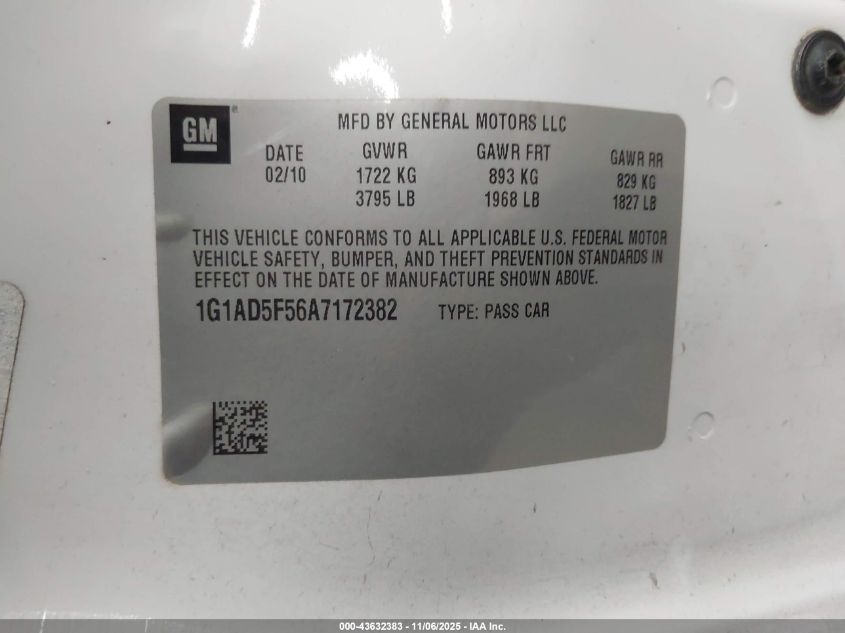 GM ®
MFD BY GENERAL MOTORS LLC
DATE GVWR GAWR FRT GAWR RR
02/10 1722 KG 893 KG 829 KG
3795 LB 1968 LB 1827 LB
THIS VEHICLE CONFORMS TO ALL APPLICABLE U.S. FEDERAL MOTOR
VEHICLE SAFETY, BUMPER, AND THEFT PREVENTION STANDARDS IN
EFFECT ON THE DATE OF MANUFACTURE SHOWN ABOVE.
1G1AD5F56A7172382 TYPE: PASS CAR
000-43632383 - 11/06/2025 - IAA Inc.